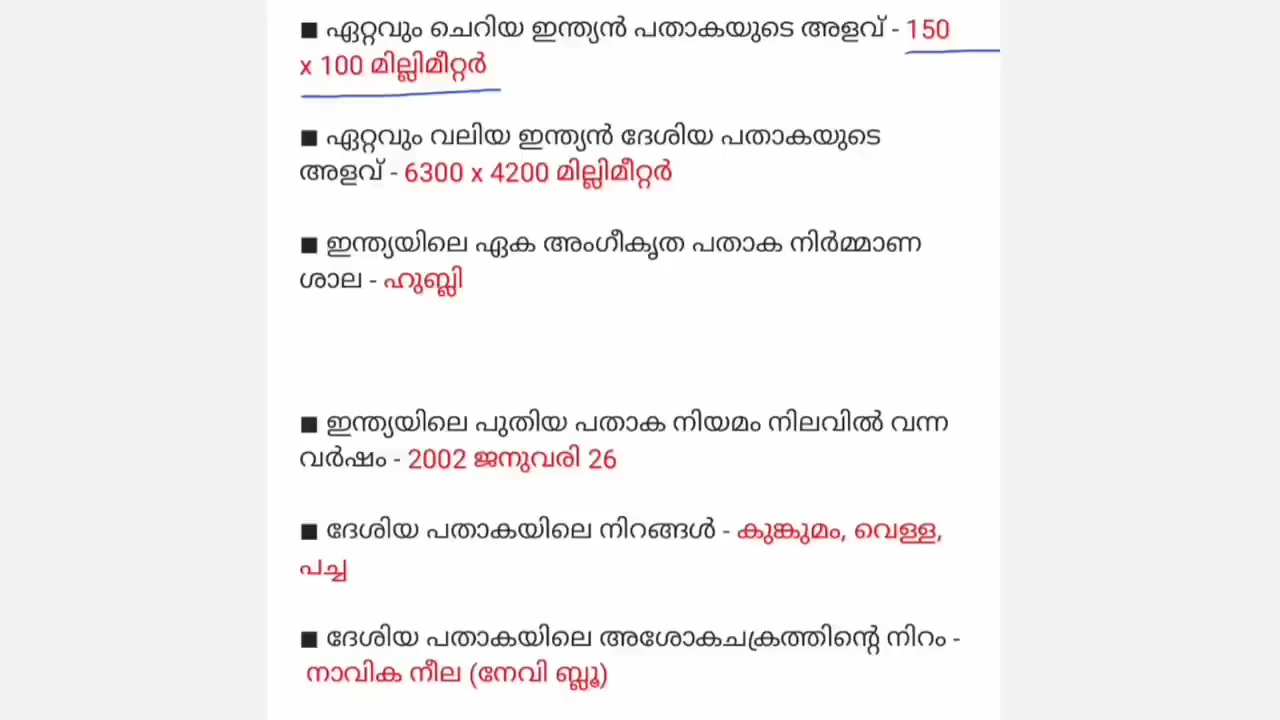 ■ ഏറ്റവും ചെറിയ ഇന്ത്യൻ പതാകയുടെ അളവ് - 150
x 100 മില്ലിമീറ്റർ
■ ഏറ്റവും വലിയ ഇന്ത്യൻ ദേശിയ പതാകയുടെ
അളവ് - 6300 x 4200 മില്ലിമീറ്റർ
■ ഇന്ത്യയിലെ ഏക അംഗീകൃത പതാക നിർമ്മാണ
ശാല - ഹുബ്ലി
■ ഇന്ത്യയിലെ പുതിയ പതാക നിയമം നിലവിൽ വന്ന
വർഷം - 2002 ജനുവരി 26
■ ദേശിയ പതാകയിലെ നിറങ്ങൾ - കുങ്കുമം, വെള്ള,
പച്ച
■ ദേശിയ പതാകയിലെ അശോകചക്രത്തിന്റെ നിറം -
നാവിക നീല (നേവി ബ്ലൂ)